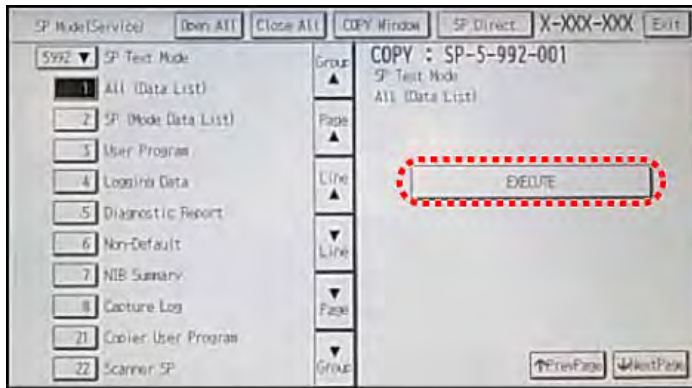 SP Mode(Service) Open All Close All COPY Window SP Direct X-XXX-XXX Exit
5992 ▼ SP Text Mode
1 All (Data List)
2 SP (Mode Data List)
3 User Program
4 Logging Data
5 Diagnostic Report
6 Non-Default
7 NIB Summary
8 Capture Log
21 Copier User Program
22 Scanner SP
Group ▲
Page ▲
Line ▲
▼ Line
▼ Page
▼ Group
COPY : SP-5-992-001
SP Text Mode
All (Data List)
EXECUTE
↑PrevPage ↓NextPage